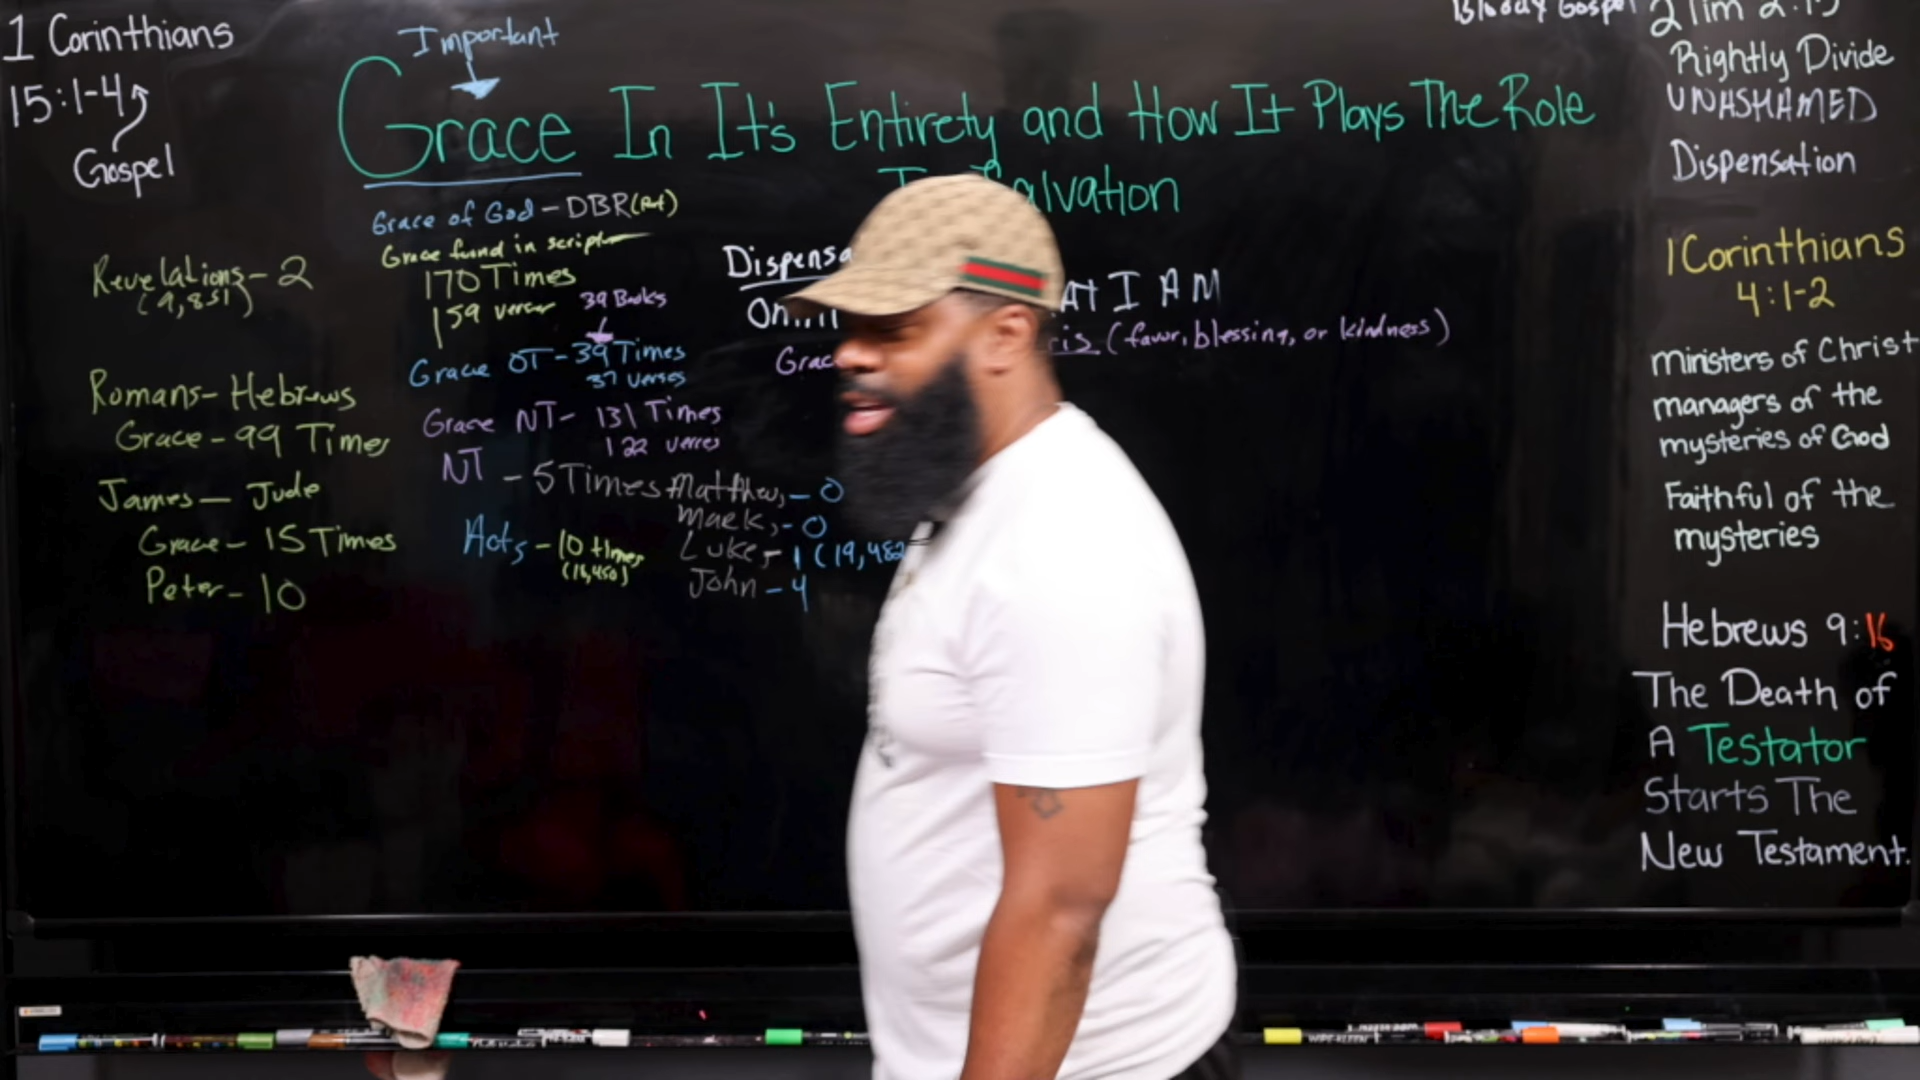 1 Corinthians
15:1-4
Gospel
Important
Grace In It's Entirety and How It Plays The Role
Salvation
Grace of God - DBR
Grace found in scripture
170 Times
159 verses
39 Books
Grace OT - 39 Times
37 verses
Grace NT - 131 Times
122 verses
NT - 5 Times Matthew, - 0
Mark, - 0
Luke, - 1 (19,482
John - 4
Acts - 10 times
(18,450)
Revelations - 2
(9,851)
Romans - Hebrews
Grace - 99 Times
James - Jude
Grace - 15 Times
Peter - 10
Dispensa
I AM
Grac
ris (favor, blessing, or kindness)
Bloody Gospel
2 Tim 2:15
Rightly Divide
UNASHAMED
Dispensation
1 Corinthians
4:1-2
ministers of Christ
managers of the
mysteries of God
Faithful of the
mysteries
Hebrews 9:16
The Death of
A Testator
Starts The
New Testament.